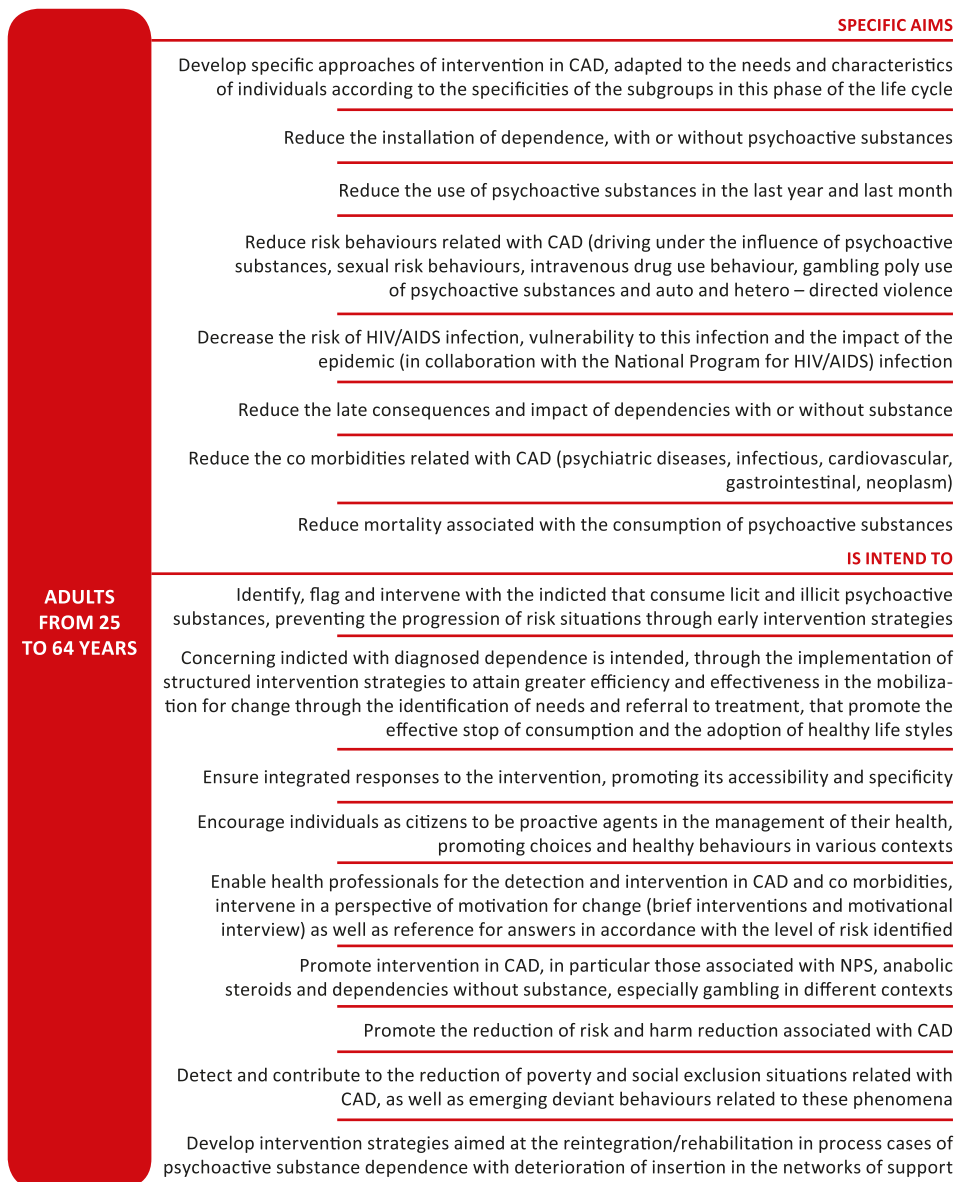 SPECIFIC AIMS
Develop specific approaches of intervention in CAD, adapted to the needs and characteristics
of individuals according to the specificities of the subgroups in this phase of the life cycle
Reduce the installation of dependence, with or without psychoactive substances
Reduce the use of psychoactive substances in the last year and last month
Reduce risk behaviours related with CAD (driving under the influence of psychoactive
substances, sexual risk behaviours, intravenous drug use behaviour, gambling poly use
of psychoactive substances and auto and hetero – directed violence
Decrease the risk of HIV/AIDS infection, vulnerability to this infection and the impact of the
epidemic (in collaboration with the National Program for HIV/AIDS) infection
Reduce the late consequences and impact of dependencies with or without substance
Reduce the co morbidities related with CAD (psychiatric diseases, infectious, cardiovascular,
gastrointestinal, neoplasm)
Reduce mortality associated with the consumption of psychoactive substances
ADULTS
FROM 25
TO 64 YEARS
IS INTEND TO
Identify, flag and intervene with the indicted that consume licit and illicit psychoactive
substances, preventing the progression of risk situations through early intervention strategies
Concerning indicted with diagnosed dependence is intended, through the implementation of
structured intervention strategies to attain greater efficiency and effectiveness in the mobiliza-
tion for change through the identification of needs and referral to treatment, that promote the
effective stop of consumption and the adoption of healthy life styles
Ensure integrated responses to the intervention, promoting its accessibility and specificity
Encourage individuals as citizens to be proactive agents in the management of their health,
promoting choices and healthy behaviours in various contexts
Enable health professionals for the detection and intervention in CAD and co morbidities,
intervene in a perspective of motivation for change (brief interventions and motivational
interview) as well as reference for answers in accordance with the level of risk identified
Promote intervention in CAD, in particular those associated with NPS, anabolic
steroids and dependencies without substance, especially gambling in different contexts
Promote the reduction of risk and harm reduction associated with CAD
Detect and contribute to the reduction of poverty and social exclusion situations related with
CAD, as well as emerging deviant behaviours related to these phenomena
Develop intervention strategies aimed at the reintegration/rehabilitation in process cases of
psychoactive substance dependence with deterioration of insertion in the networks of support